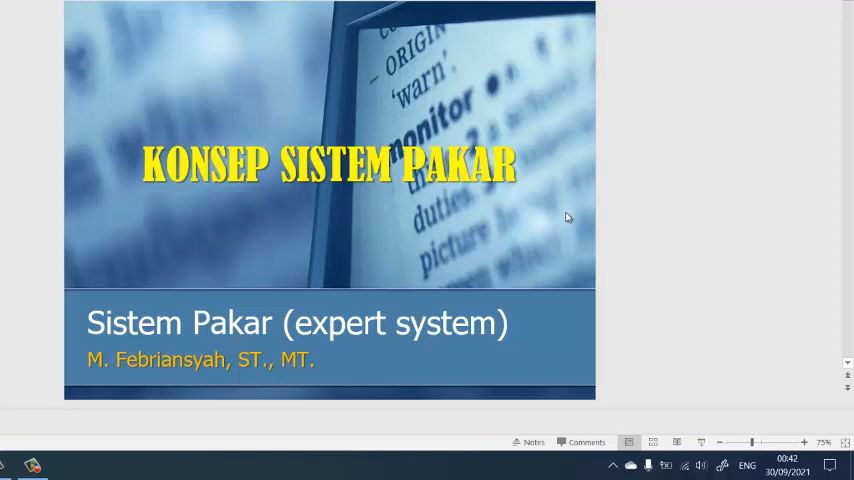 ORIGIN
'warn'.
monitor
duties
picture
KONSEP SISTEM PAKAR
Sistem Pakar (expert system)
M. Febriansyah, ST., MT.
Notes
Comments
75%
ENG
00:42
30/09/2021